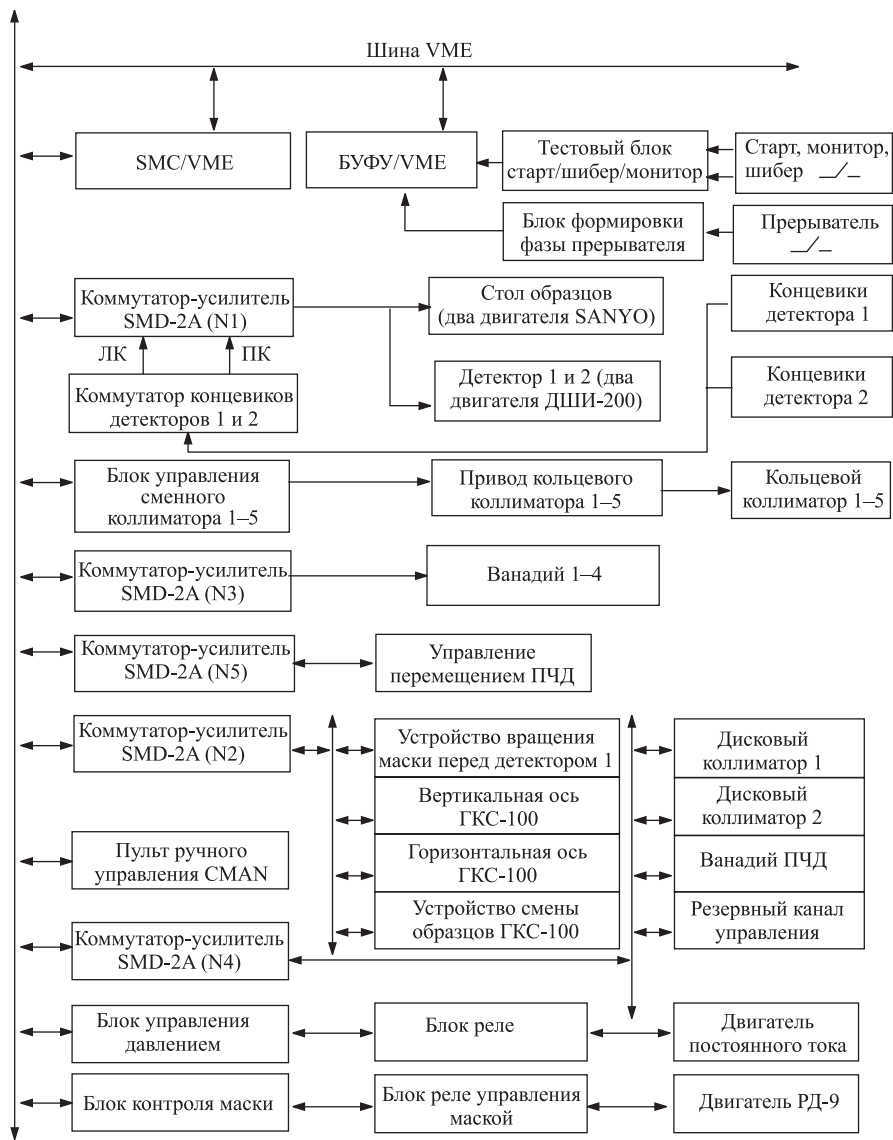 Шина VME
SMC/VME
БУФУ/VME
Тестовый блок
старт/шибер/монитор
Старт, монитор,
шибер
Блок формировки
фазы прерывателя
Прерыватель
Коммутатор-усилитель
SMD-2A (N1)
Стол образцов
(два двигателя SANYO)
Концевики
детектора 1
ЛК
ПК
Коммутатор концевиков
детекторов 1 и 2
Детектор 1 и 2 (два
двигателя ДШИ-200)
Концевики
детектора 2
Блок управления
сменного
коллиматора 1–5
Привод кольцевого
коллиматора 1–5
Кольцевой
коллиматор 1–5
Коммутатор-усилитель
SMD-2A (N3)
Ванадий 1–4
Коммутатор-усилитель
SMD-2A (N5)
Управление
перемещением ПЧД
Коммутатор-усилитель
SMD-2A (N2)
Устройство вращения
маски перед детектором 1
Дисковый
коллиматор 1
Вертикальная ось
ГКС-100
Дисковый
коллиматор 2
Пульт ручного
управления CMAN
Горизонтальная ось
ГКС-100
Ванадий ПЧД
Коммутатор-усилитель
SMD-2A (N4)
Устройство смены
образцов ГКС-100
Резервный канал
управления
Блок управления
давлением
Блок реле
Двигатель
постоянного тока
Блок контроля маски
Блок реле управления
маской
Двигатель РД-9